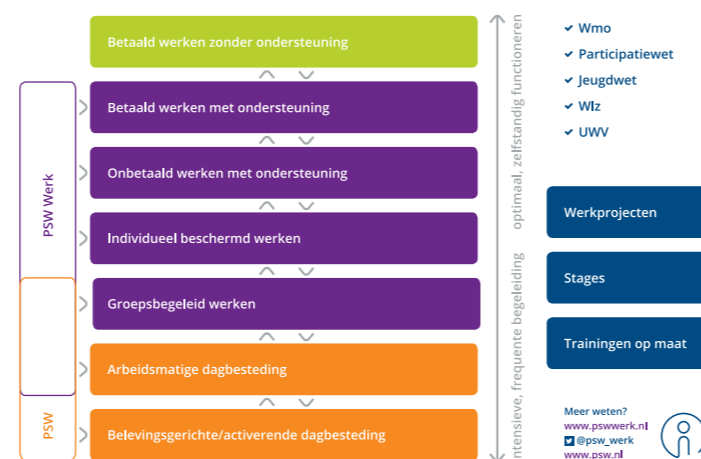 Betaald werken zonder ondersteuning
Betaald werken met ondersteuning
Onbetaald werken met ondersteuning
Individueel beschermd werken
Groepsbegeleid werken
Arbeidsmatige dagbesteding
Belevingsgerichte/activerende dagbesteding
PSW Werk
PSW
optimaal, zelfstandig functioneren
ntensieve, frequente begeleiding
Wmo
Participatiewet
Jeugdwet
Wlz
UWV
Werkprojecten
Stages
Trainingen op maat
Meer weten?
www.pswwerk.nl
@psw_werk
www.psw.nl